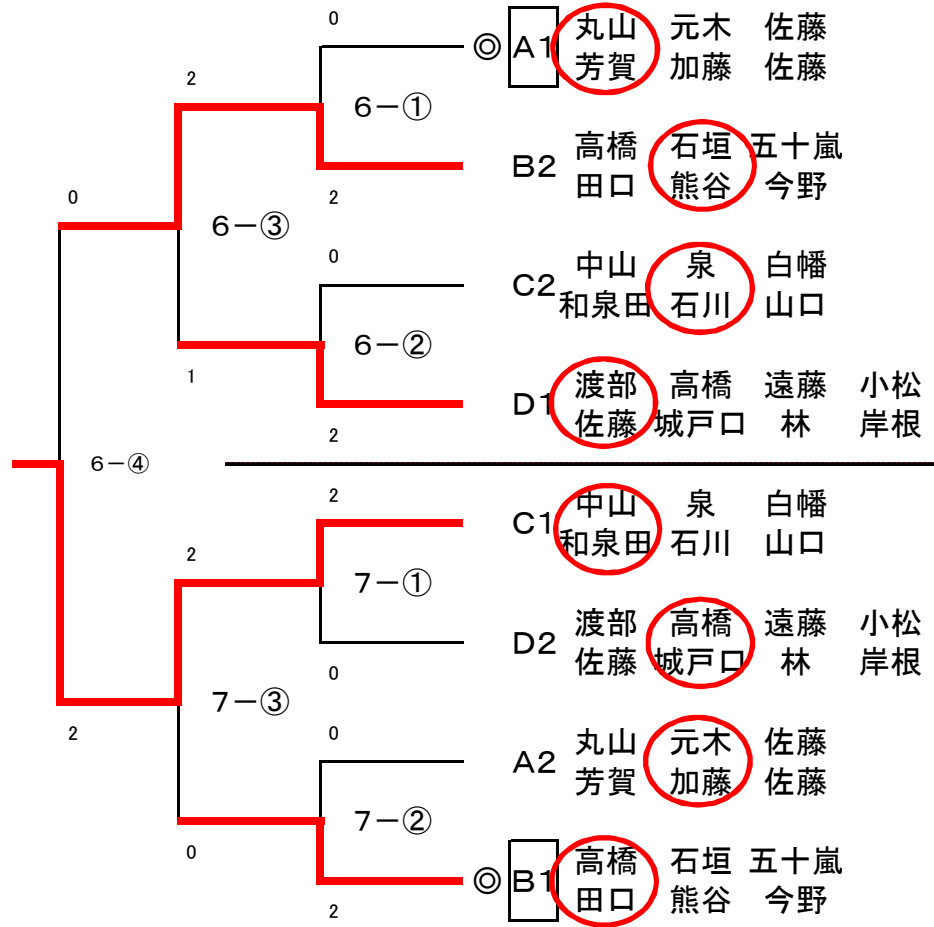 0
◎ A1 丸山 元木 佐藤
芳賀 加藤 佐藤
2
6-①
高橋 石垣 五十嵐
B2
田口 熊谷 今野
0
2
6-③
0
中山 泉 白幡
C2
和泉田 石川 山口
6-②
1
渡部 高橋 遠藤 小松
D1
佐藤 城戸口 林 岸根
2
6-④
2
中山 泉 白幡
C1
和泉田 石川 山口
2
7-①
渡部 高橋 遠藤 小松
D2
佐藤 城戸口 林 岸根
0
7-③
2
0
丸山 元木 佐藤
A2
芳賀 加藤 佐藤
7-②
0
高橋 石垣 五十嵐
◎ B1
田口 熊谷 今野
2